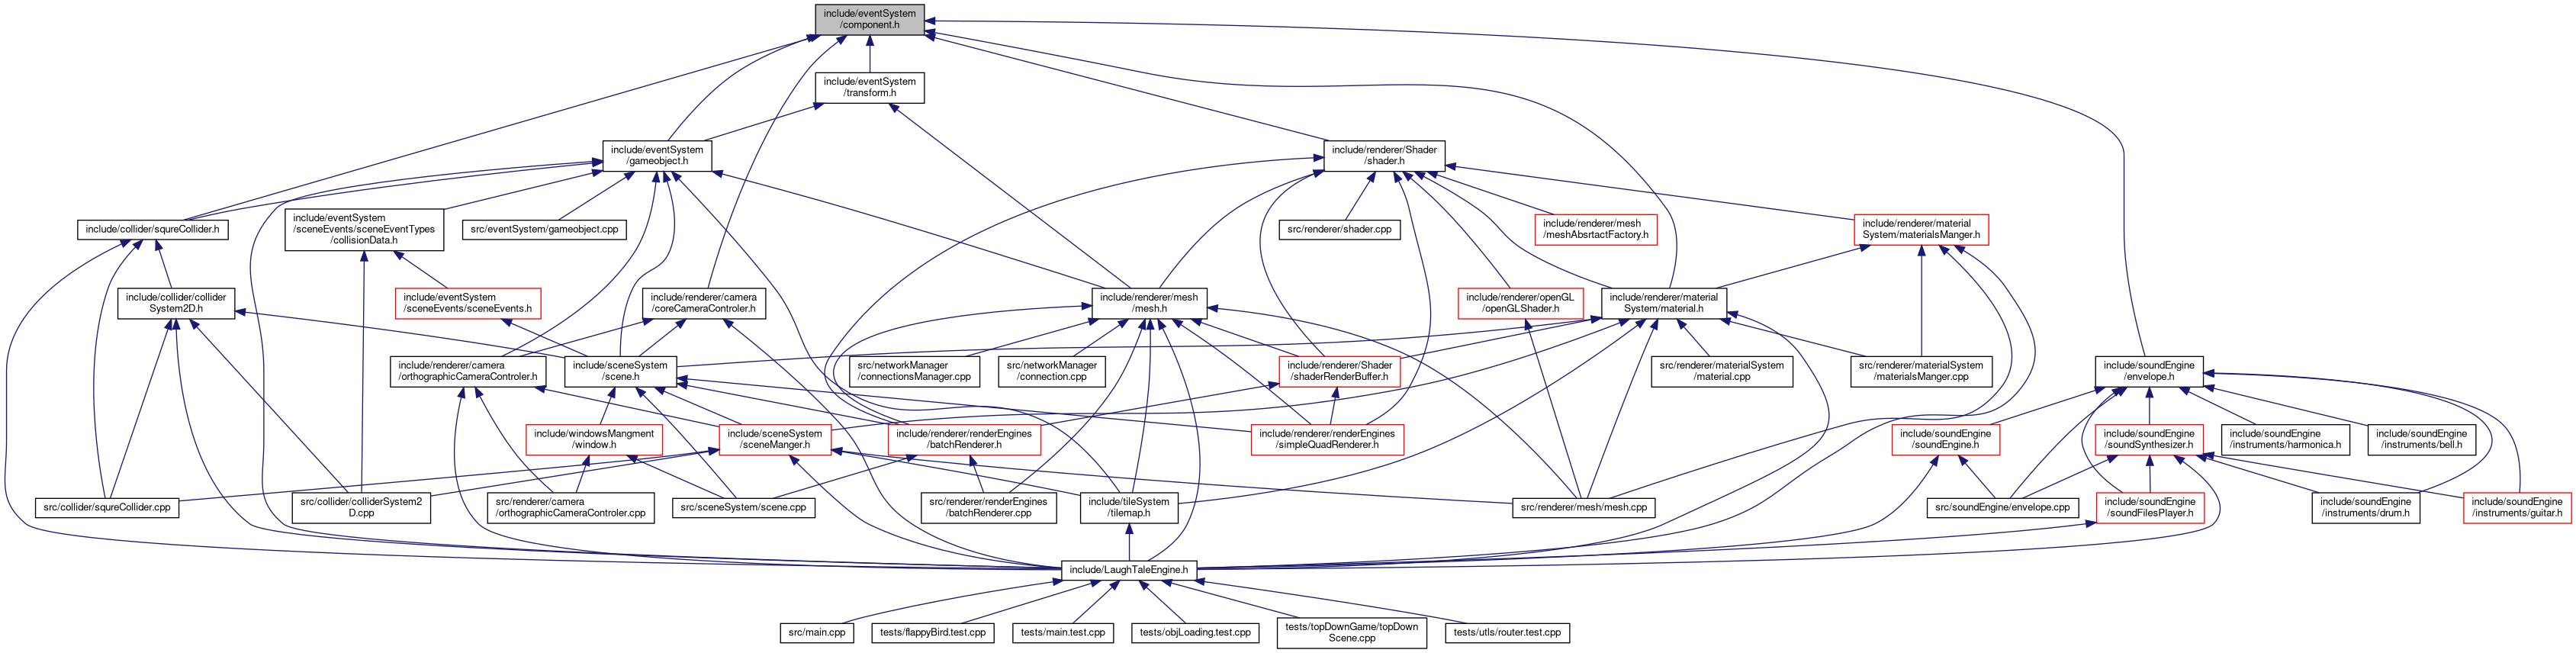 include/eventSystem
/component.h
include/eventSystem
/transform.h
include/eventSystem
/gameobject.h
include/renderer/Shader
/shader.h
include/collider/squreCollider.h
include/eventSystem
/sceneEvents/sceneEventTypes
/collisionData.h
src/eventSystem/gameobject.cpp
src/renderer/shader.cpp
include/renderer/mesh
/meshAbsrtactFactory.h
include/renderer/material
System/materialsManger.h
include/collider/collider
System2D.h
include/eventSystem
/sceneEvents/sceneEvents.h
include/renderer/camera
/coreCameraControler.h
include/renderer/mesh
/mesh.h
include/renderer/openGL
/openGLShader.h
include/renderer/material
System/material.h
include/renderer/camera
/orthographicCameraControler.h
include/sceneSystem
/scene.h
src/networkManager
/connectionsManager.cpp
src/networkManager
/connection.cpp
include/renderer/Shader
/shaderRenderBuffer.h
src/renderer/materialSystem
/material.cpp
src/renderer/materialSystem
/materialsManger.cpp
include/soundEngine
/envelope.h
include/windowsMangment
/window.h
include/sceneSystem
/sceneManger.h
include/renderer/renderEngines
/batchRenderer.h
include/renderer/renderEngines
/simpleQuadRenderer.h
include/soundEngine
/soundEngine.h
include/soundEngine
/soundSynthesizer.h
include/soundEngine
/instruments/harmonica.h
include/soundEngine
/instruments/bell.h
src/collider/squreCollider.cpp
src/collider/colliderSystem2
D.cpp
src/renderer/camera
/orthographicCameraControler.cpp
src/sceneSystem/scene.cpp
src/renderer/renderEngines
/batchRenderer.cpp
include/tileSystem
/tilemap.h
src/renderer/mesh/mesh.cpp
src/soundEngine/envelope.cpp
include/soundEngine
/soundFilesPlayer.h
include/soundEngine
/instruments/drum.h
include/soundEngine
/instruments/guitar.h
include/LaughTaleEngine.h
src/main.cpp
tests/flappyBird.test.cpp
tests/main.test.cpp
tests/objLoading.test.cpp
tests/topDownGame/topDown
Scene.cpp
tests/utls/router.test.cpp